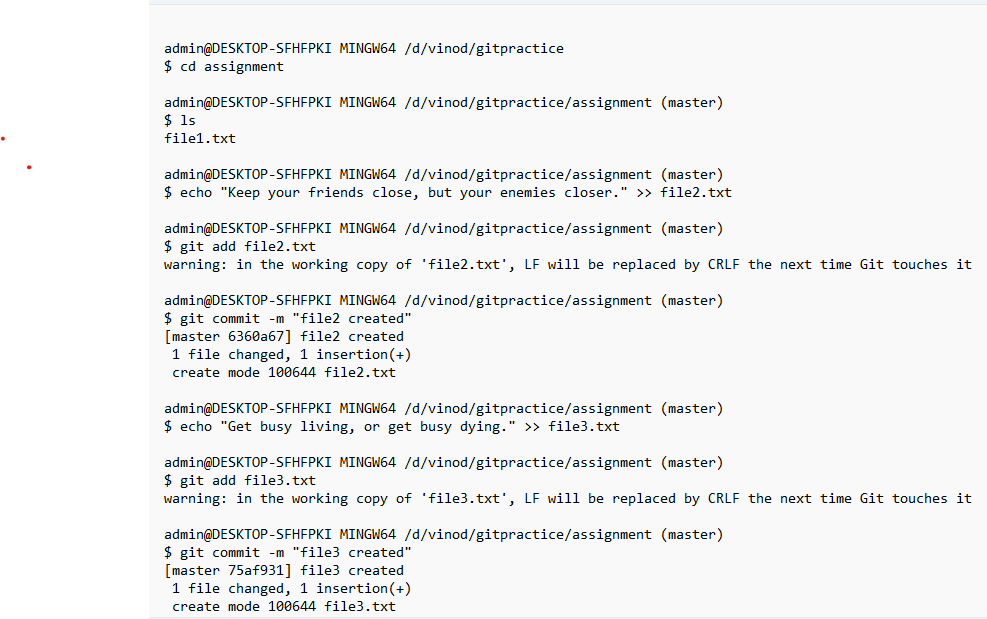 admin@DESKTOP-SFHFPKI MINGW64 /d/vinod/gitpractice
$ cd assignment
admin@DESKTOP-SFHFPKI MINGW64 /d/vinod/gitpractice/assignment (master)
$ ls
file1.txt
admin@DESKTOP-SFHFPKI MINGW64 /d/vinod/gitpractice/assignment (master)
$ echo "Keep your friends close, but your enemies closer." >> file2.txt
admin@DESKTOP-SFHFPKI MINGW64 /d/vinod/gitpractice/assignment (master)
$ git add file2.txt
warning: in the working copy of 'file2.txt', LF will be replaced by CRLF the next time Git touches it
admin@DESKTOP-SFHFPKI MINGW64 /d/vinod/gitpractice/assignment (master)
$ git commit -m "file2 created"
[master 6360a67] file2 created
1 file changed, 1 insertion(+)
create mode 100644 file2.txt
admin@DESKTOP-SFHFPKI MINGW64 /d/vinod/gitpractice/assignment (master)
$ echo "Get busy living, or get busy dying." >> file3.txt
admin@DESKTOP-SFHFPKI MINGW64 /d/vinod/gitpractice/assignment (master)
$ git add file3.txt
warning: in the working copy of 'file3.txt', LF will be replaced by CRLF the next time Git touches it
admin@DESKTOP-SFHFPKI MINGW64 /d/vinod/gitpractice/assignment (master)
$ git commit -m "file3 created"
[master 75af931] file3 created
1 file changed, 1 insertion(+)
create mode 100644 file3.txt